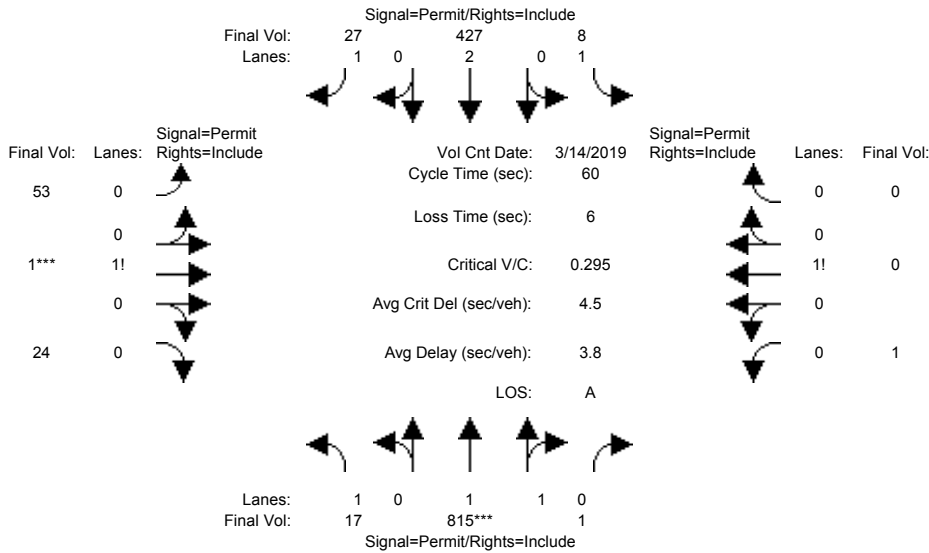 Signal=Permit/Rights=Include
Final Vol: 27 427 8
Lanes: 1 0 2 0 1
Signal=Permit Signal=Permit
Final Vol: Lanes: Rights=Include Vol Cnt Date: 3/14/2019 Rights=Include Lanes: Final Vol:
Cycle Time (sec): 60
53 0 0 0
Loss Time (sec): 6
0 0
1*** 1! Critical V/C: 0.295 1! 0
0 Avg Crit Del (sec/veh): 4.5 0
24 0 Avg Delay (sec/veh): 3.8 0 1
LOS: A
Lanes: 1 0 1 1 0
Final Vol: 17 815*** 1
Signal=Permit/Rights=Include